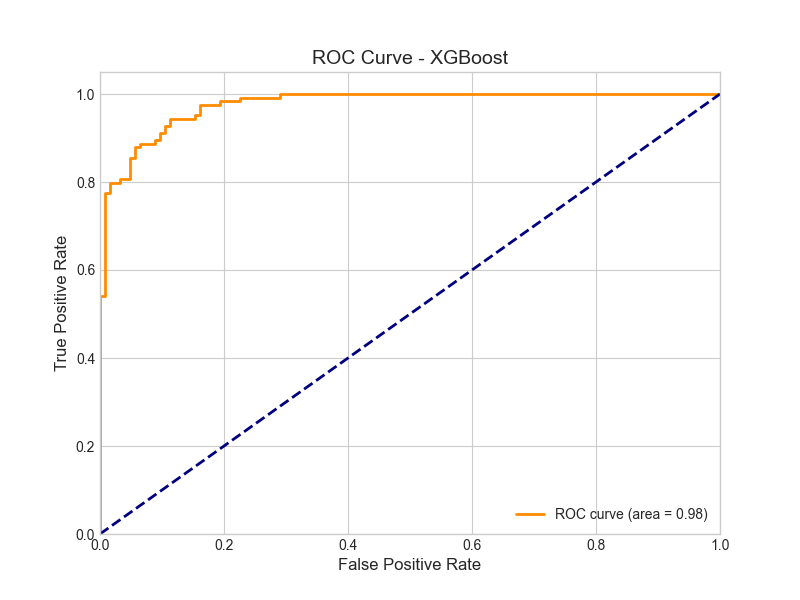 ROC Curve - XGBoost
True Positive Rate
1.0
0.8
0.6
0.4
0.2
0.0
0.0 0.2 0.4 0.6 0.8 1.0
False Positive Rate
ROC curve (area = 0.98)